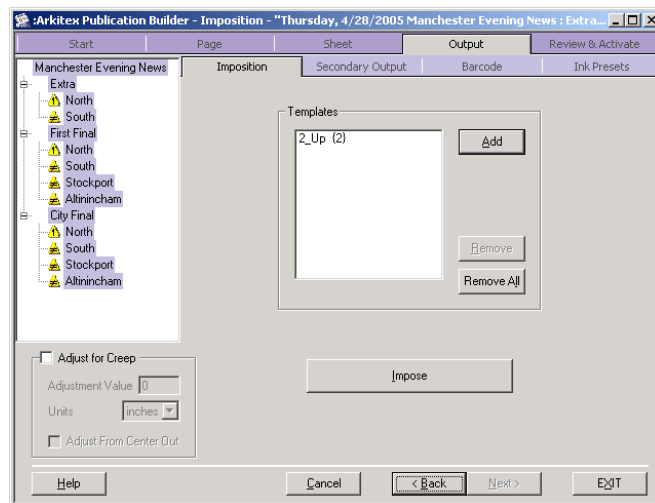 :Arkitex Publication Builder - Imposition - "Thursday, 4/28/2005 Manchester Evening News : Extra...
Start Page Sheet Output Review & Activate
Imposition Secondary Output Barcode Ink Presets
Manchester Evening News
Extra
North
South
First Final
North
South
Stockport
Altinincham
City Final
North
South
Stockport
Altinincham
Templates
2_Up {2}
Add
Remove
Remove All
Adjust for Creep
Adjustment Value 0
Units inches
Adjust From Center Out
Impose
Help Cancel < Back Next > EXIT